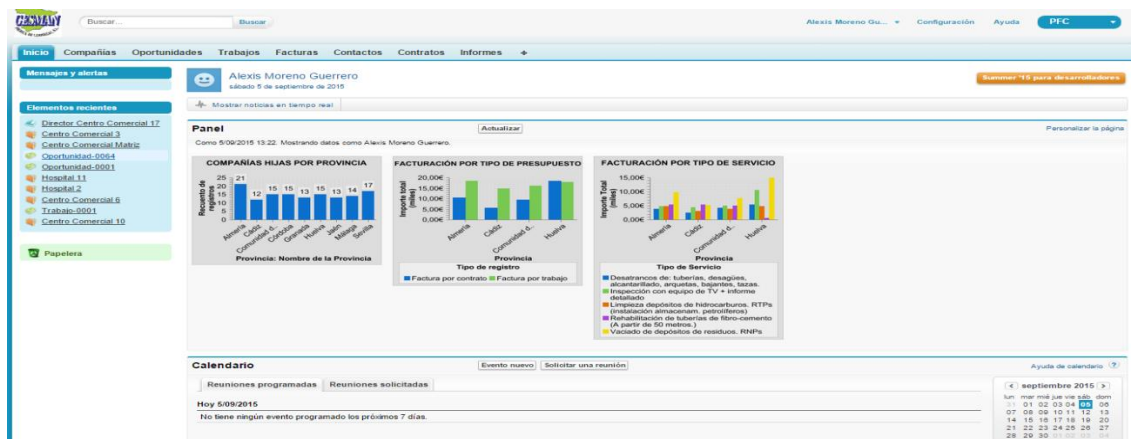 GERMAN
Buscar...
Buscar
Alexis Moreno Gu...
Configuración
Ayuda
PFC
Inicio Compañías Oportunidades Trabajos Facturas Contactos Contratos Informes +
Mensajes y alertas
Elementos recientes
Director Centro Comercial 17
Centro Comercial 3
Centro Comercial Matriz
Oportunidad-0064
Oportunidad-0001
Hospital 11
Hospital 2
Centro Comercial 6
Trabajo-0001
Centro Comercial 10
Papelera
Alexis Moreno Guerrero
sábado 5 de septiembre de 2015
Summer '15 para desarrolladores
Mostrar noticias en tiempo real
Panel
Actualizar
Personalizar la página
Como 5/09/2015 13:22. Mostrando datos como Alexis Moreno Guerrero.
COMPAÑÍAS HIJAS POR PROVINCIA
Recuento de registros
25
20
15
10
5
0
21 12 15 15 13 15 13 14 17
Almería Cádiz Comunidad d.. Córdoba Granada Huelva Jaén Málaga Sevilla
Provincia: Nombre de la Provincia
FACTURACIÓN POR TIPO DE PRESUPUESTO
Importe total (miles)
20,00€
15,00€
10,00€
5,00€
0,00€
Almería Cádiz Comunidad d.. Huelva
Provincia
Tipo de registro
Factura por contrato Factura por trabajo
FACTURACIÓN POR TIPO DE SERVICIO
Importe Total (miles)
15,00€
10,00€
5,00€
0,00€
Almería Cádiz Comunidad d.. Huelva
Provincia
Tipo de Servicio
Desatrancos de: tuberías, desagües,
alcantarillado, arquetas, bajantes, tazas.
Inspección con equipo de TV + informe
detallado
Limpieza depósitos de hidrocarburos. RTPs
(instalación almacenam. petrolíferos)
Rehabilitación de tuberías de fibro-cemento
(A partir de 50 metros.)
Vaciado de depósitos de residuos. RNPs
Calendario
Evento nuevo
Solicitar una reunión
Ayuda de calendario ?
Reuniones programadas
Reuniones solicitadas
Hoy 5/09/2015
No tiene ningún evento programado los próximos 7 días.
septiembre 2015
lun mar mié jue vie sáb dom
31 01 02 03 04 05 06
07 08 09 10 11 12 13
14 15 16 17 18 19 20
21 22 23 24 25 26 27
28 29 30 01 02 03 04